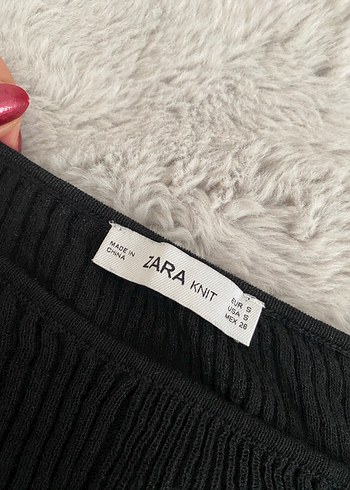 MADE IN
CHINA
ZARA KNIT
EUR S
USA S
MEX 26